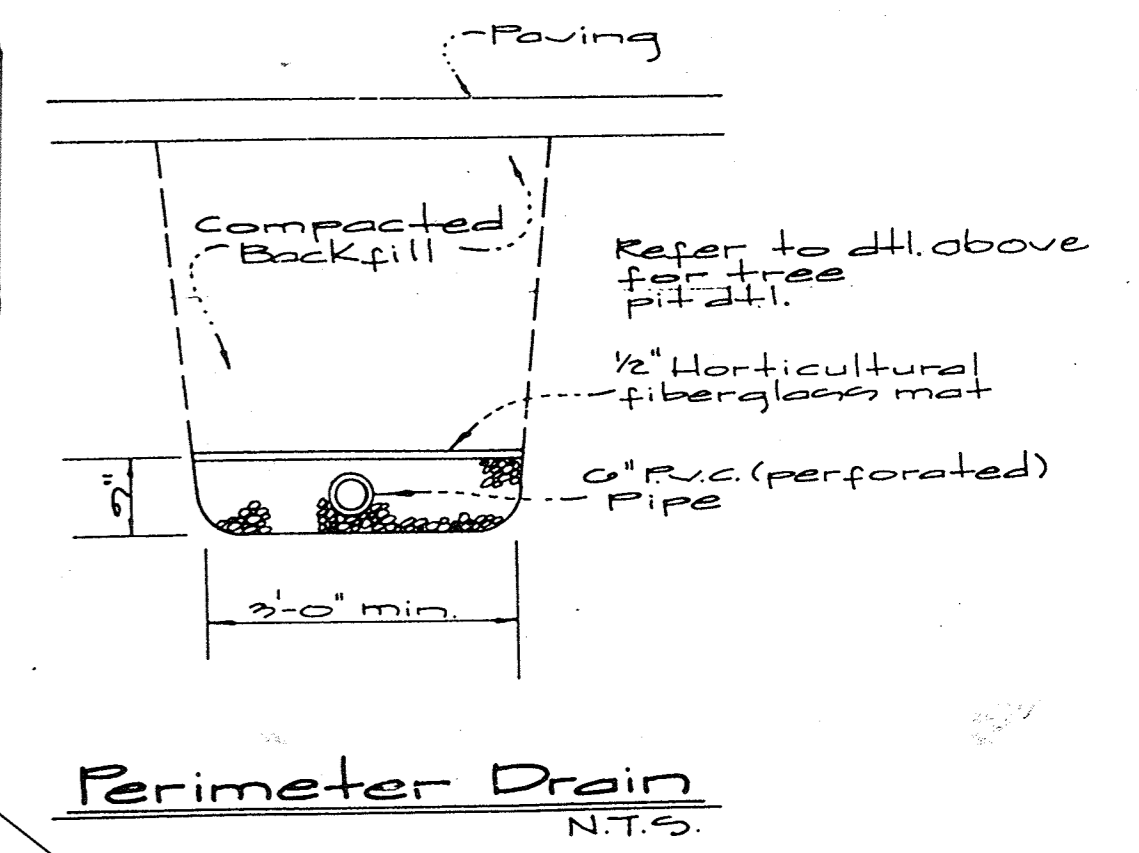 Paving
Compacted
Backfill
Refer to dtl. above
for tree
pit dtl.
1/2" Horticultural
fiberglass mat
6" P.V.C. (perforated)
Pipe
3'-0" min.
Perimeter Drain
N.T.S.